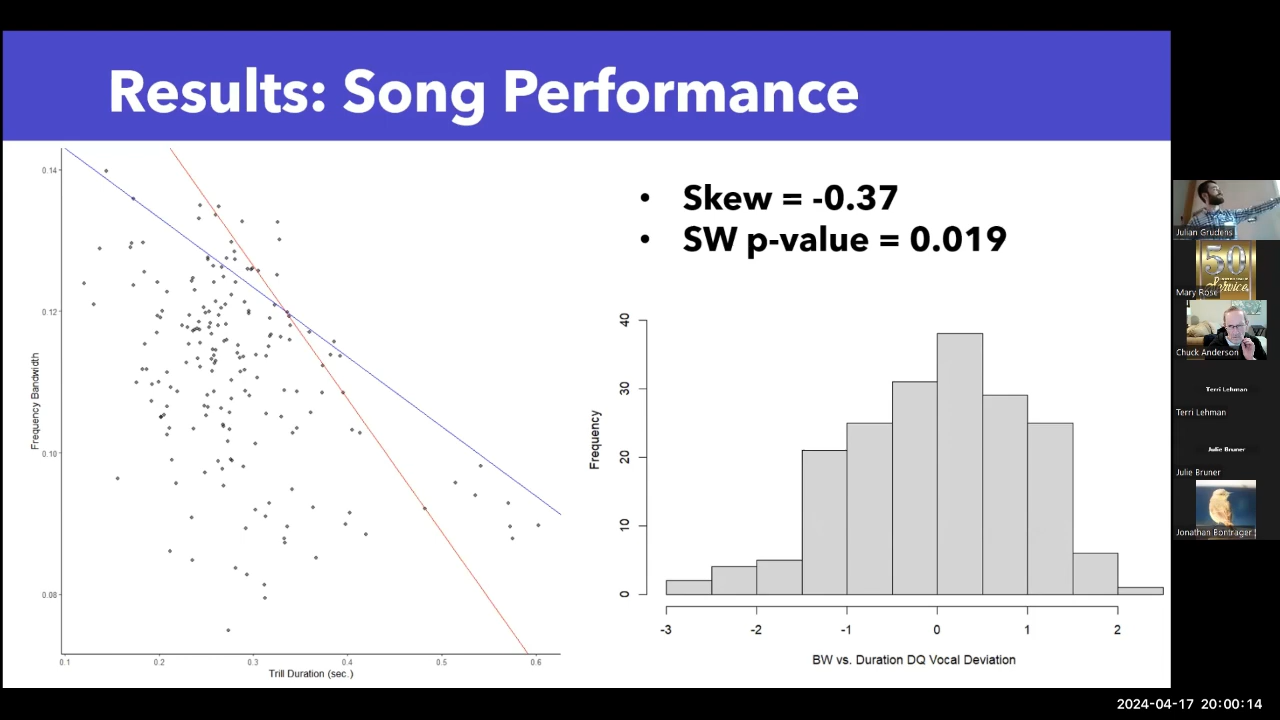 Results: Song Performance
• Skew = -0.37
• SW p-value = 0.019
0.14
0.12
0.10
0.08
Frequency Bandwidth
0.1 0.2 0.3 0.4 0.5 0.6
Trill Duration (sec.)
40
30
20
10
0
Frequency
-3 -2 -1 0 1 2
BW vs. Duration DQ Vocal Deviation
Julian Grudens
50
Service
Mary Rose
Chuck Anderson
Terri Lehman
Terri Lehman
Julie Bruner
Julie Bruner
Jonathan Bontrager
2024-04-17 20:00:14